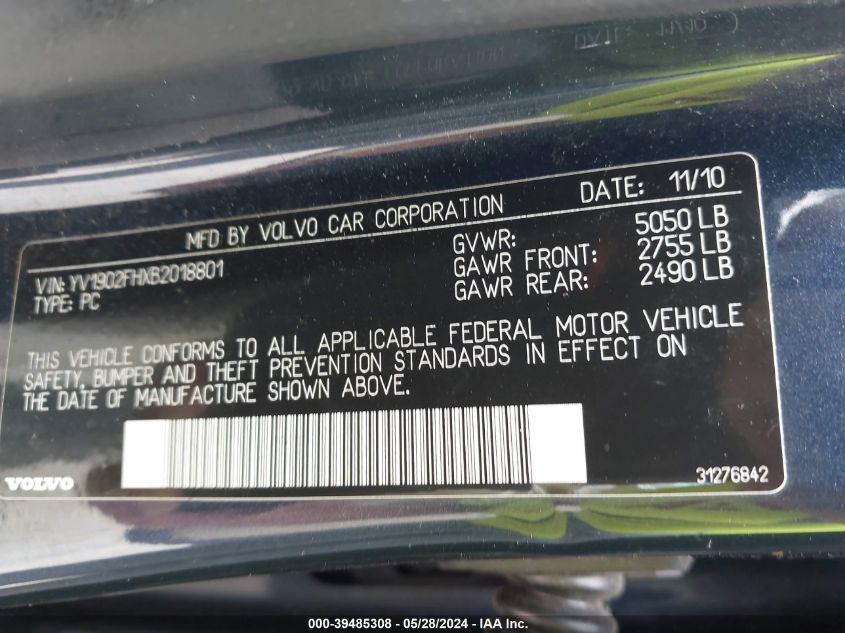 MFD BY VOLVO CAR CORPORATION DATE: 11/10
VIN: YV1902FHXB2018801
TYPE: PC
GVWR: 5050 LB
GAWR FRONT: 2755 LB
GAWR REAR: 2490 LB
THIS VEHICLE CONFORMS TO ALL APPLICABLE FEDERAL MOTOR VEHICLE
SAFETY, BUMPER AND THEFT PREVENTION STANDARDS IN EFFECT ON
THE DATE OF MANUFACTURE SHOWN ABOVE.
VOLVO
31276842
000-39485308 - 05/28/2024 - IAA Inc.